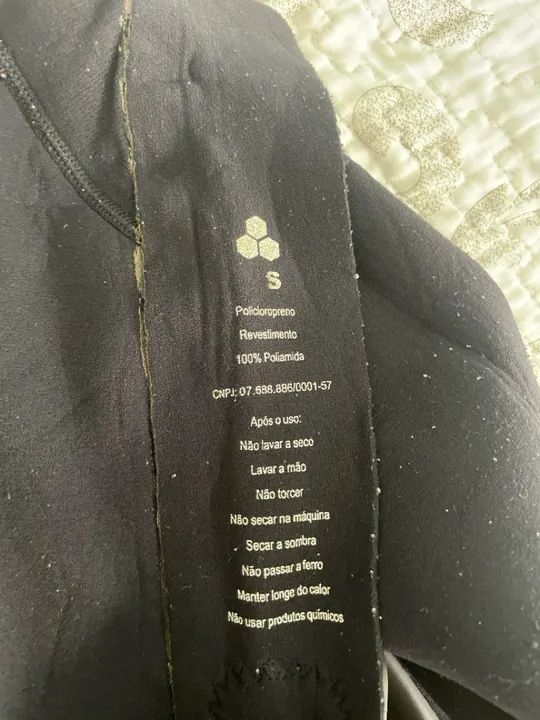 S
Policloropreno
Revestimento
100% Poliamida
CNPJ: 07.688.886/0001-57
Após o uso:
Não lavar a seco
Lavar a mão
Não torcer
Não secar na máquina
Secar a sombra
Não passar a ferro
Manter longe do calor
Não usar produtos químicos